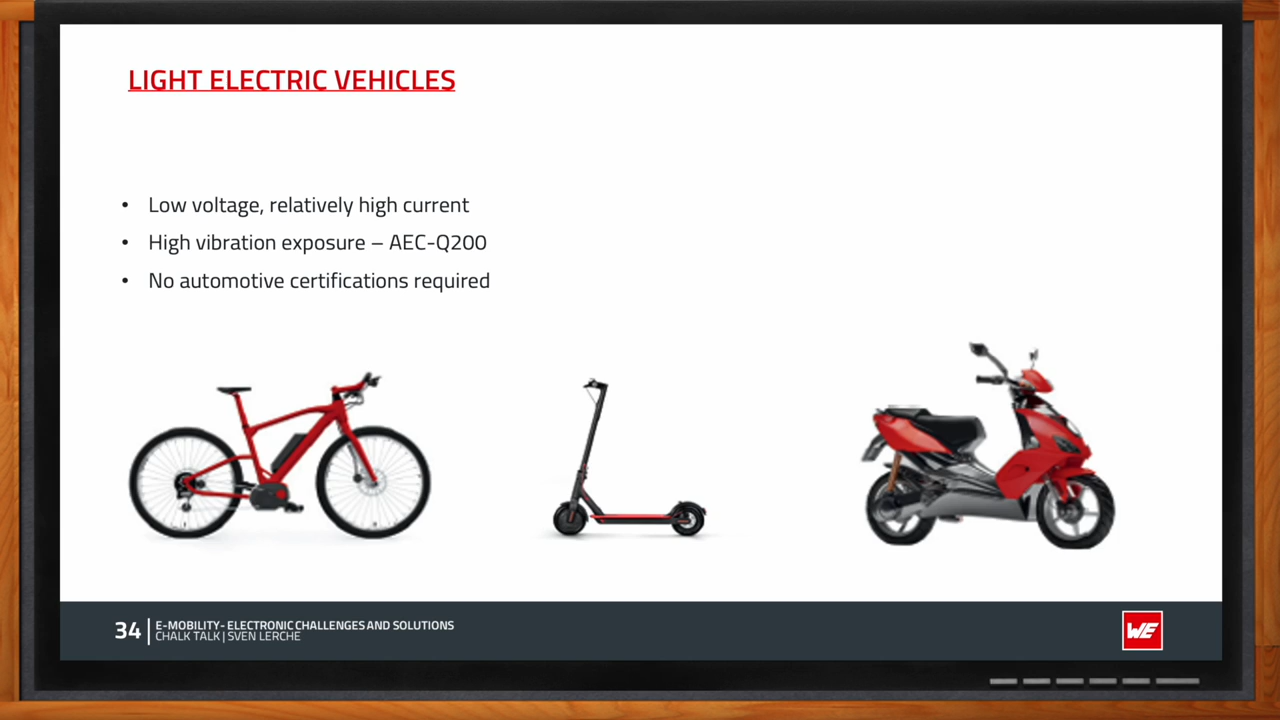 LIGHT ELECTRIC VEHICLES
• Low voltage, relatively high current
• High vibration exposure – AEC-Q200
• No automotive certifications required
34 | E-MOBILITY- ELECTRONIC CHALLENGES AND SOLUTIONS
CHALK TALK | SVEN LERCHE
WE